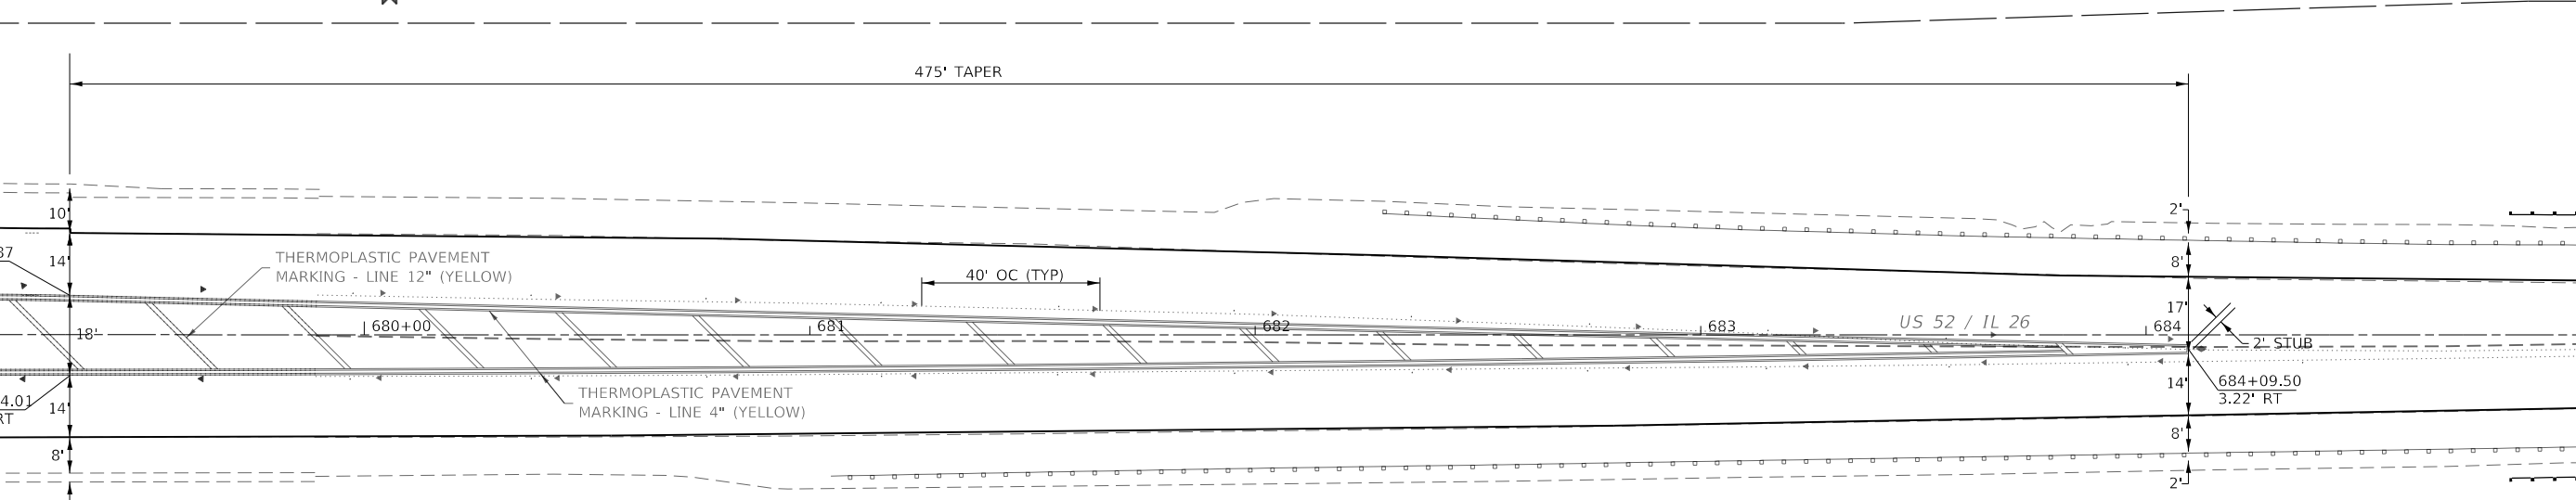 475' TAPER
10'
2'
37
THERMOPLASTIC PAVEMENT
MARKING - LINE 12" (YELLOW)
14'
8'
40' OC (TYP)
17'
18'
680+00
681
682
683
US 52 / IL 26
684
2' STUB
4.01
RT
14'
THERMOPLASTIC PAVEMENT
MARKING - LINE 4" (YELLOW)
14'
684+09.50
3.22' RT
8'
8'
2'